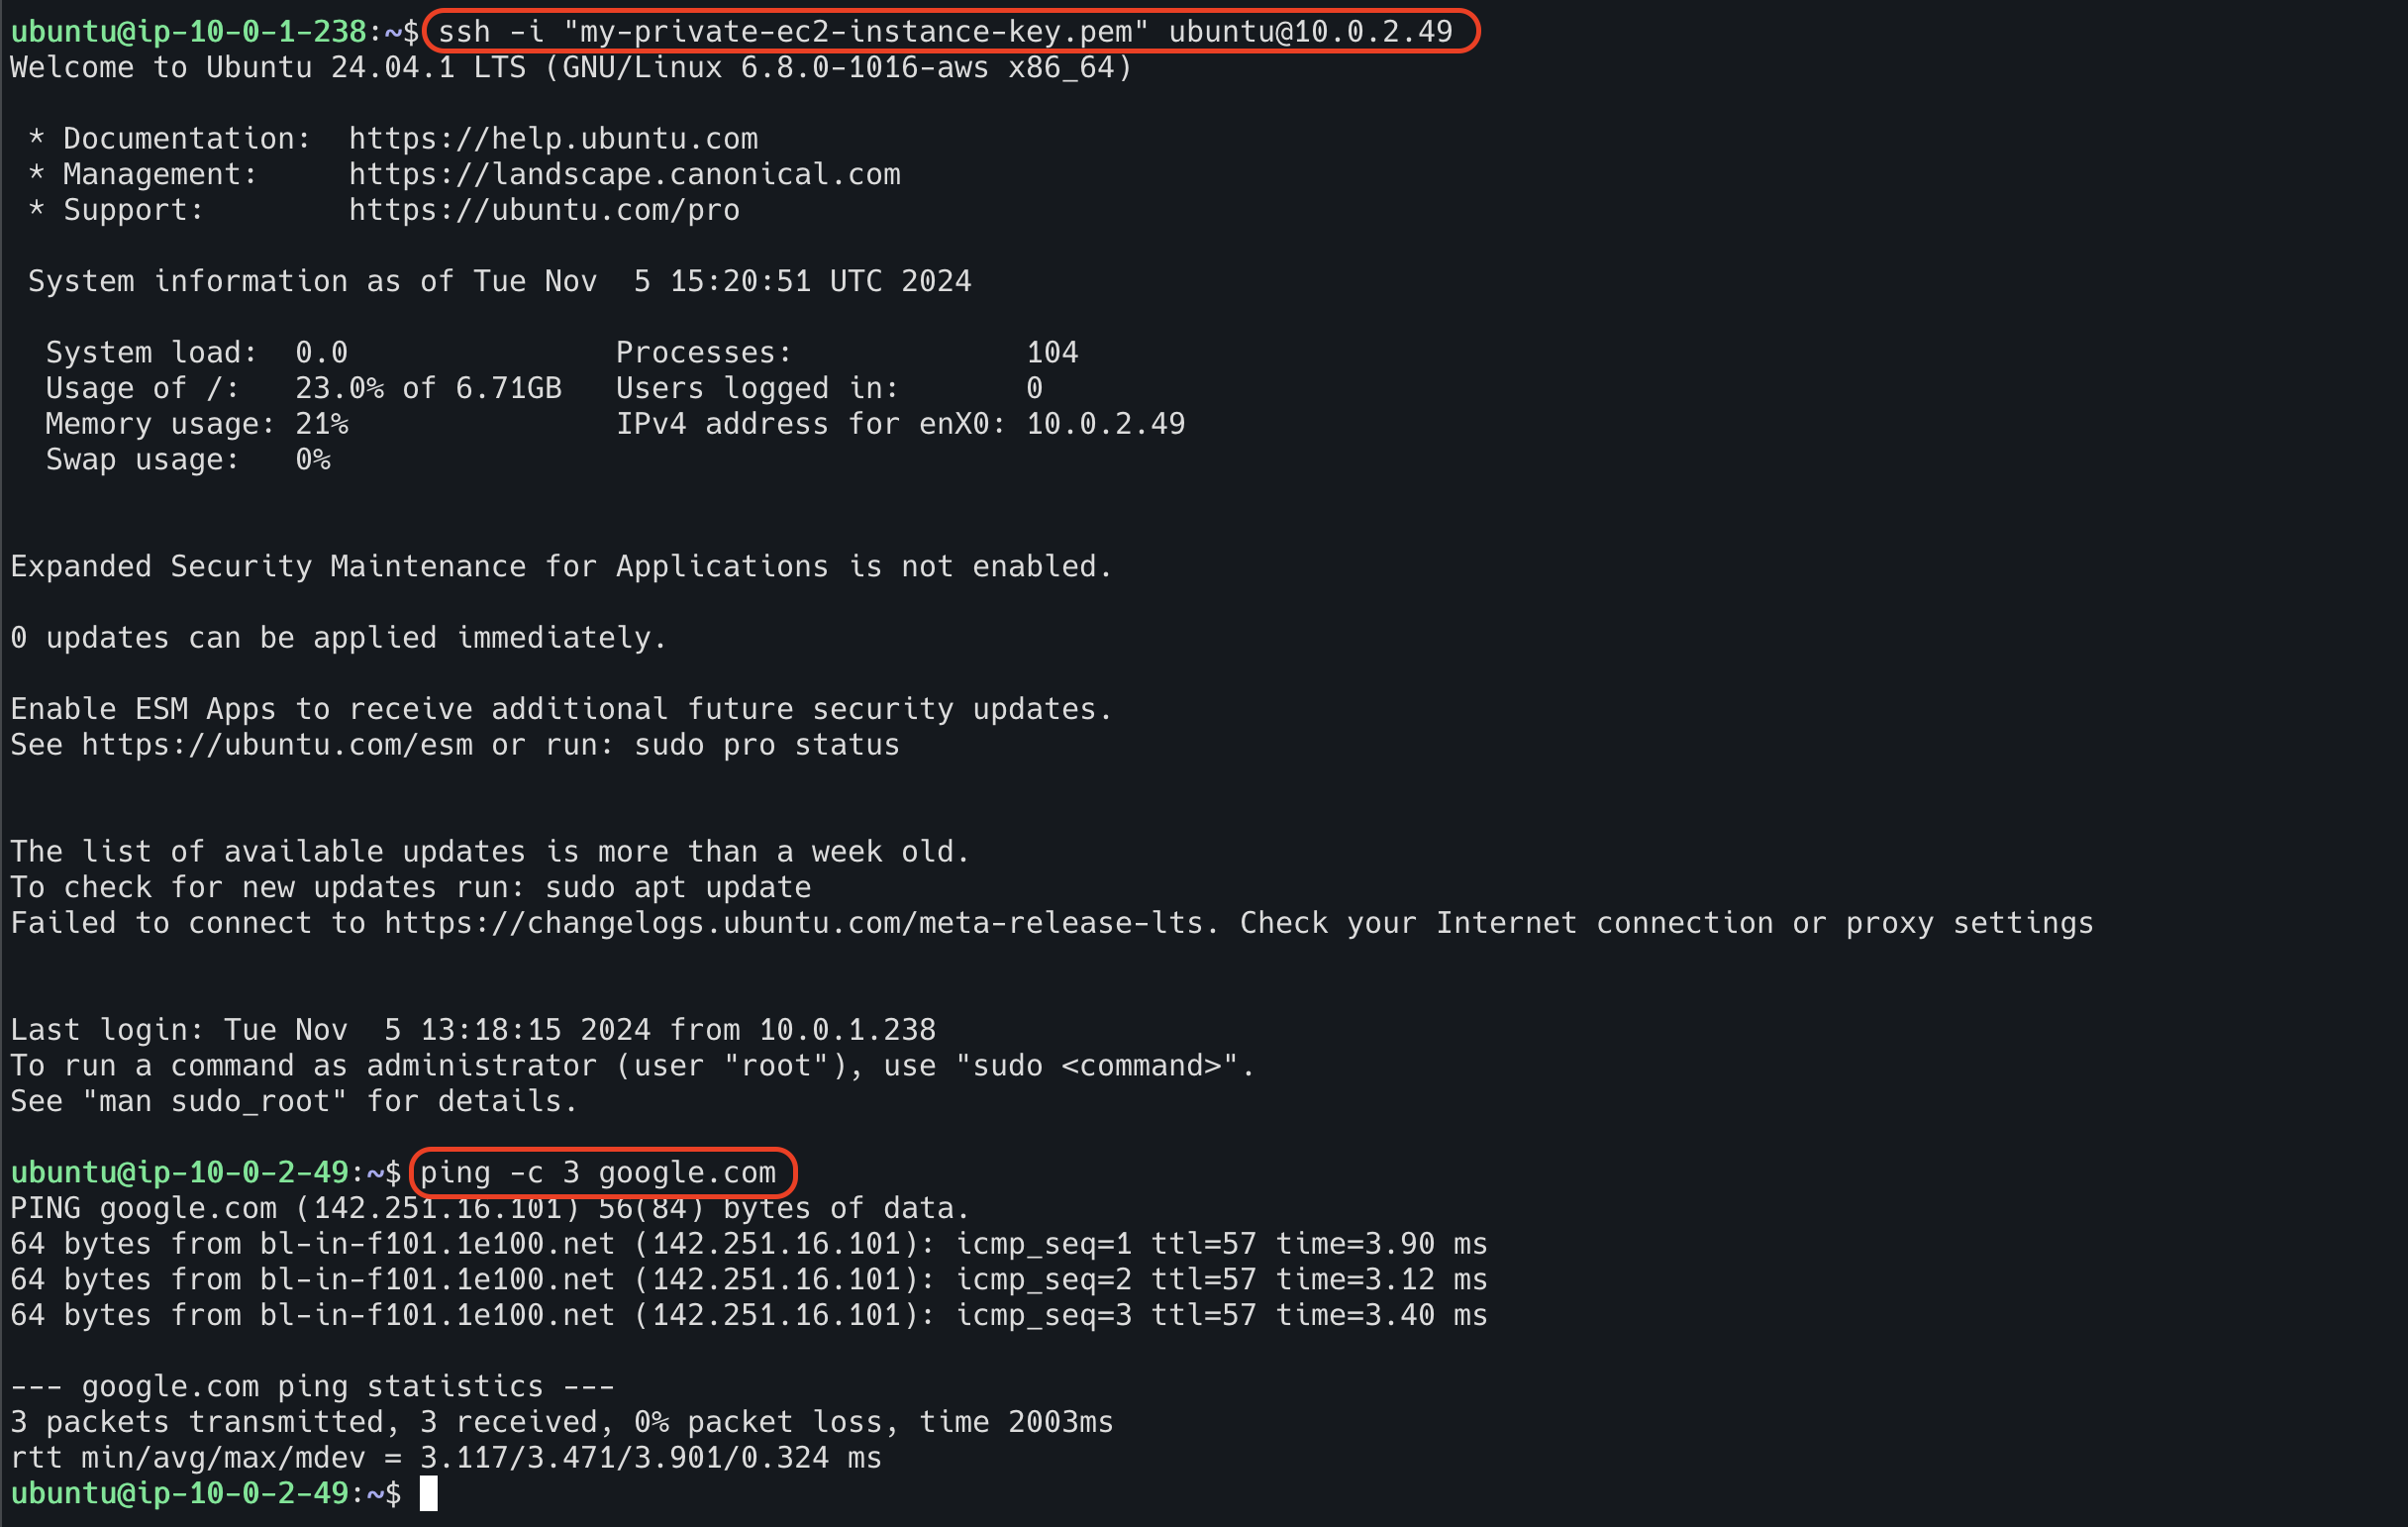 ubuntu@ip-10-0-1-238:~$ ssh -i "my-private-ec2-instance-key.pem" ubuntu@10.0.2.49
Welcome to Ubuntu 24.04.1 LTS (GNU/Linux 6.8.0-1016-aws x86_64)

 * Documentation:  https://help.ubuntu.com
 * Management:     https://landscape.canonical.com
 * Support:        https://ubuntu.com/pro

 System information as of Tue Nov  5 15:20:51 UTC 2024

  System load:  0.0               Processes:             104
  Usage of /:   23.0% of 6.71GB   Users logged in:       0
  Memory usage: 21%               IPv4 address for enX0: 10.0.2.49
  Swap usage:   0%

Expanded Security Maintenance for Applications is not enabled.

0 updates can be applied immediately.

Enable ESM Apps to receive additional future security updates.
See https://ubuntu.com/esm or run: sudo pro status

The list of available updates is more than a week old.
To check for new updates run: sudo apt update
Failed to connect to https://changelogs.ubuntu.com/meta-release-lts. Check your Internet connection or proxy settings

Last login: Tue Nov  5 13:18:15 2024 from 10.0.1.238
To run a command as administrator (user "root"), use "sudo <command>".
See "man sudo_root" for details.

ubuntu@ip-10-0-2-49:~$ ping -c 3 google.com
PING google.com (142.251.16.101) 56(84) bytes of data.
64 bytes from bl-in-f101.1e100.net (142.251.16.101): icmp_seq=1 ttl=57 time=3.90 ms
64 bytes from bl-in-f101.1e100.net (142.251.16.101): icmp_seq=2 ttl=57 time=3.12 ms
64 bytes from bl-in-f101.1e100.net (142.251.16.101): icmp_seq=3 ttl=57 time=3.40 ms

--- google.com ping statistics ---
3 packets transmitted, 3 received, 0% packet loss, time 2003ms
rtt min/avg/max/mdev = 3.117/3.471/3.901/0.324 ms
ubuntu@ip-10-0-2-49:~$